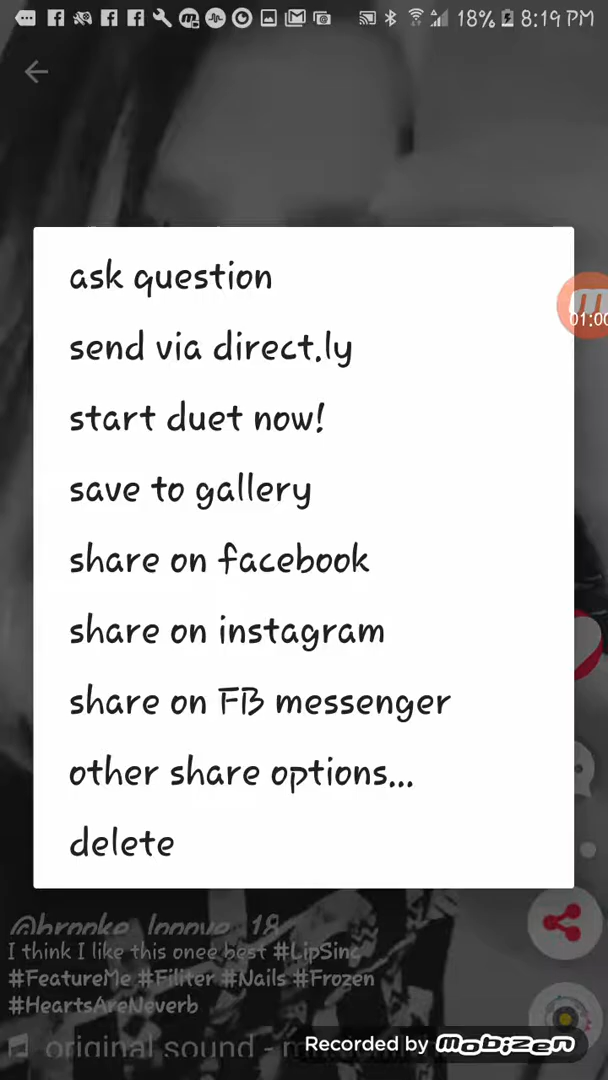 18% 8:19 PM
ask question
send via direct.ly
start duet now!
save to gallery
share on facebook
share on instagram
share on FB messenger
other share options...
delete
01:00
I think I like this onee best #LipSinc
#FeatureMe #Filiter #Nails #Frozen
#HeartsAreNeverb
original sound -
Recorded by mobizen